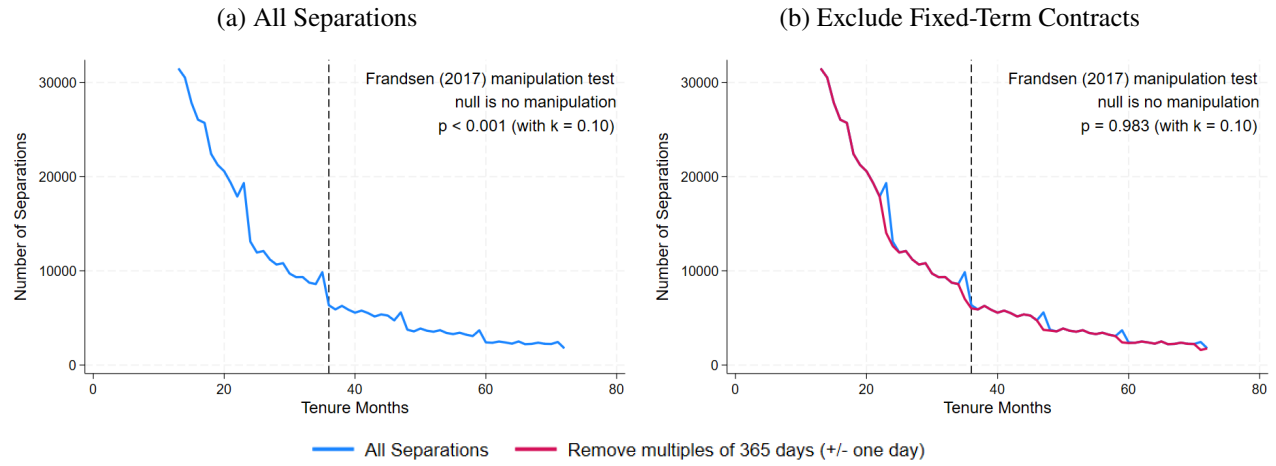 (a) All Separations
Number of Separations
30000
20000
10000
0
Frandsen (2017) manipulation test
null is no manipulation
p < 0.001 (with k = 0.10)
0 20 40 60 80
Tenure Months
(b) Exclude Fixed-Term Contracts
Number of Separations
30000
20000
10000
0
Frandsen (2017) manipulation test
null is no manipulation
p = 0.983 (with k = 0.10)
0 20 40 60 80
Tenure Months
All Separations
Remove multiples of 365 days (+/- one day)